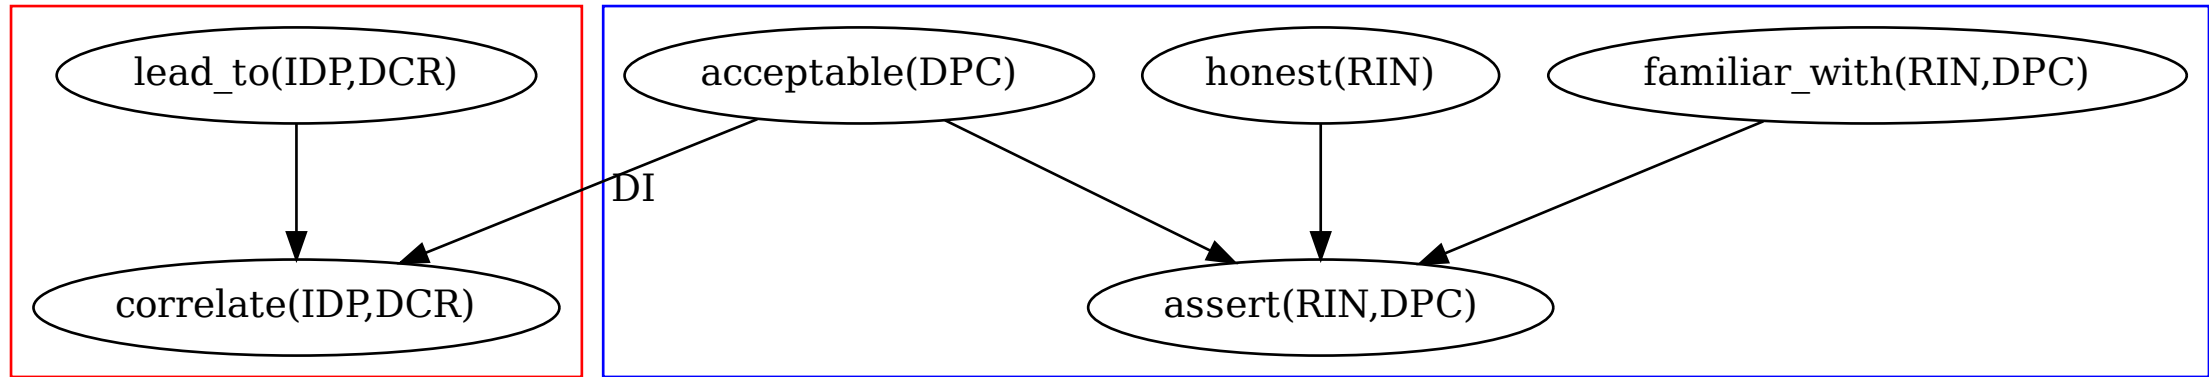 lead_to(IDP,DCR)
acceptable(DPC)
honest(RIN)
familiar_with(RIN,DPC)
DI
correlate(IDP,DCR)
assert(RIN,DPC)